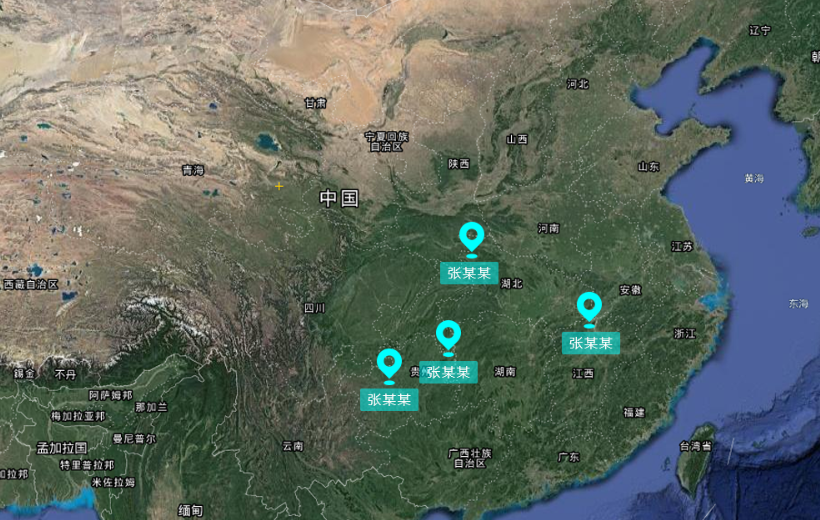 辽宁
朝
河北
甘肃
宁夏回族
自治区
山西
陕西
山东
青海
黄海
中国
河南
江苏
张某某
西藏自治区
湖北
安徽
东海
四川
浙江
张某某
錫金
不丹
贵
张某某
湖南
江西
阿萨姆邦
张某某
那加兰
梅加拉亚邦
福建
曼尼普尔
孟加拉国
云南
台湾省
广西壮族
自治区
广东
特里普拉邦
加拉邦
米佐拉姆
缅甸